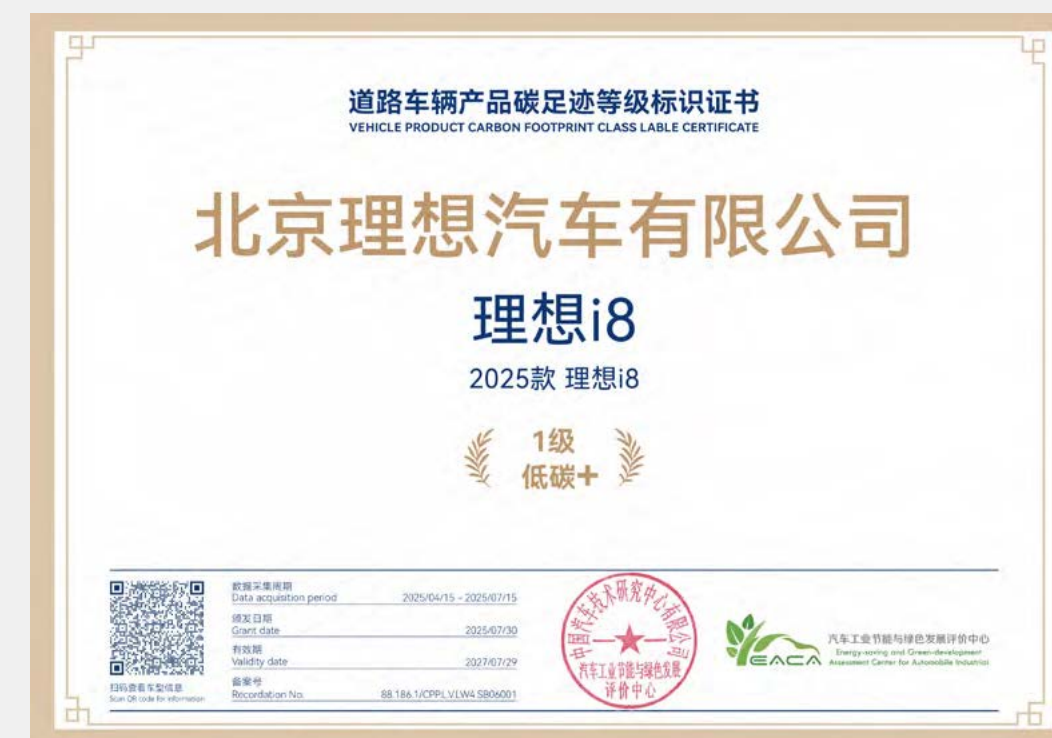 道路车辆产品碳足迹等级标识证书
VEHICLE PRODUCT CARBON FOOTPRINT CLASS LABLE CERTIFICATE
北京理想汽车有限公司
理想i8
2025款 理想i8
1级
低碳+
扫码查看车型信息
Scan QR code for information
数据采集周期
Data acquisition period 2025/04/15 - 2025/07/15
颁发日期
Grant date 2025/07/30
有效期
Validity date 2027/07/29
备案号
Recordation No. 88.186.1/CPPL.VLW4.SB06001
中国汽车技术研究中心有限公司
汽车工业节能与绿色发展
评价中心
EACA
汽车工业节能与绿色发展评价中心
Energy-saving and Green-development
Assessment Center for Automobile Industrial